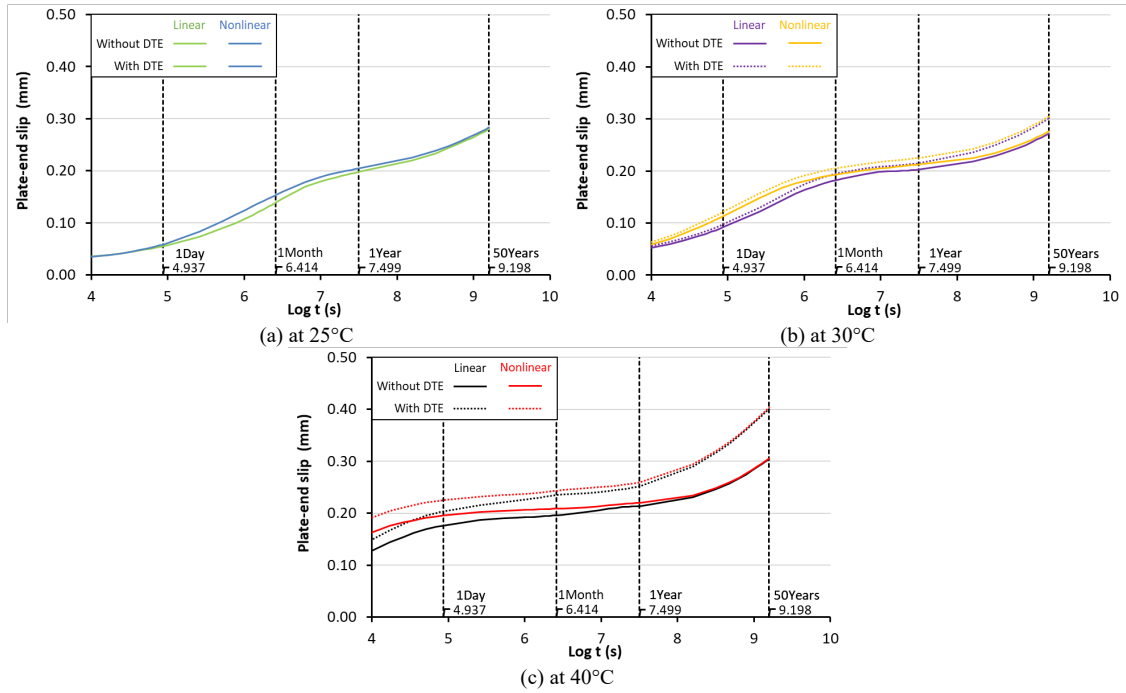 0.50
0.40
0.30
0.20
0.10
0.00
Plate-end slip (mm)
Linear Nonlinear
Without DTE
With DTE
1Day
4.937
1Month
6.414
1Year
7.499
50Years
9.198
4 5 6 7 8 9 10
Log t (s)
(a) at 25°C
0.50
0.40
0.30
0.20
0.10
0.00
Plate-end slip (mm)
Linear Nonlinear
Without DTE
With DTE
1Day
4.937
1Month
6.414
1Year
7.499
50Years
9.198
4 5 6 7 8 9 10
Log t (s)
(b) at 30°C
0.50
0.40
0.30
0.20
0.10
0.00
Plate-end slip (mm)
Linear Nonlinear
Without DTE
With DTE
1Day
4.937
1Month
6.414
1Year
7.499
50Years
9.198
4 5 6 7 8 9 10
Log t (s)
(c) at 40°C